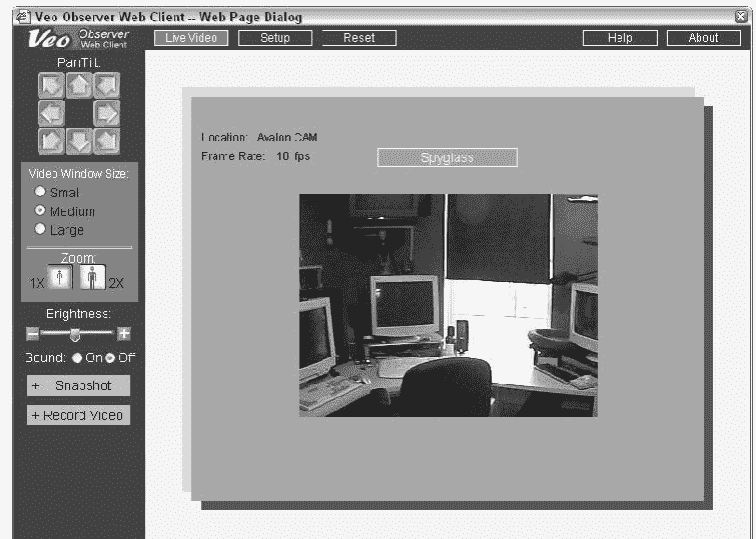 Veo Observer Web Client -- Web Page Dialog
Veo Observer Web Client
Live Video
Setup
Reset
Help
About
Pan Tilt
Location: Avalon CAM
Frame Rate: 10 fps
Spyglass
Video Window Size:
Small
Medium
Large
Zoom:
1X
2X
Brightness:
Sound: On Off
+ Snapshot
+ Record Video